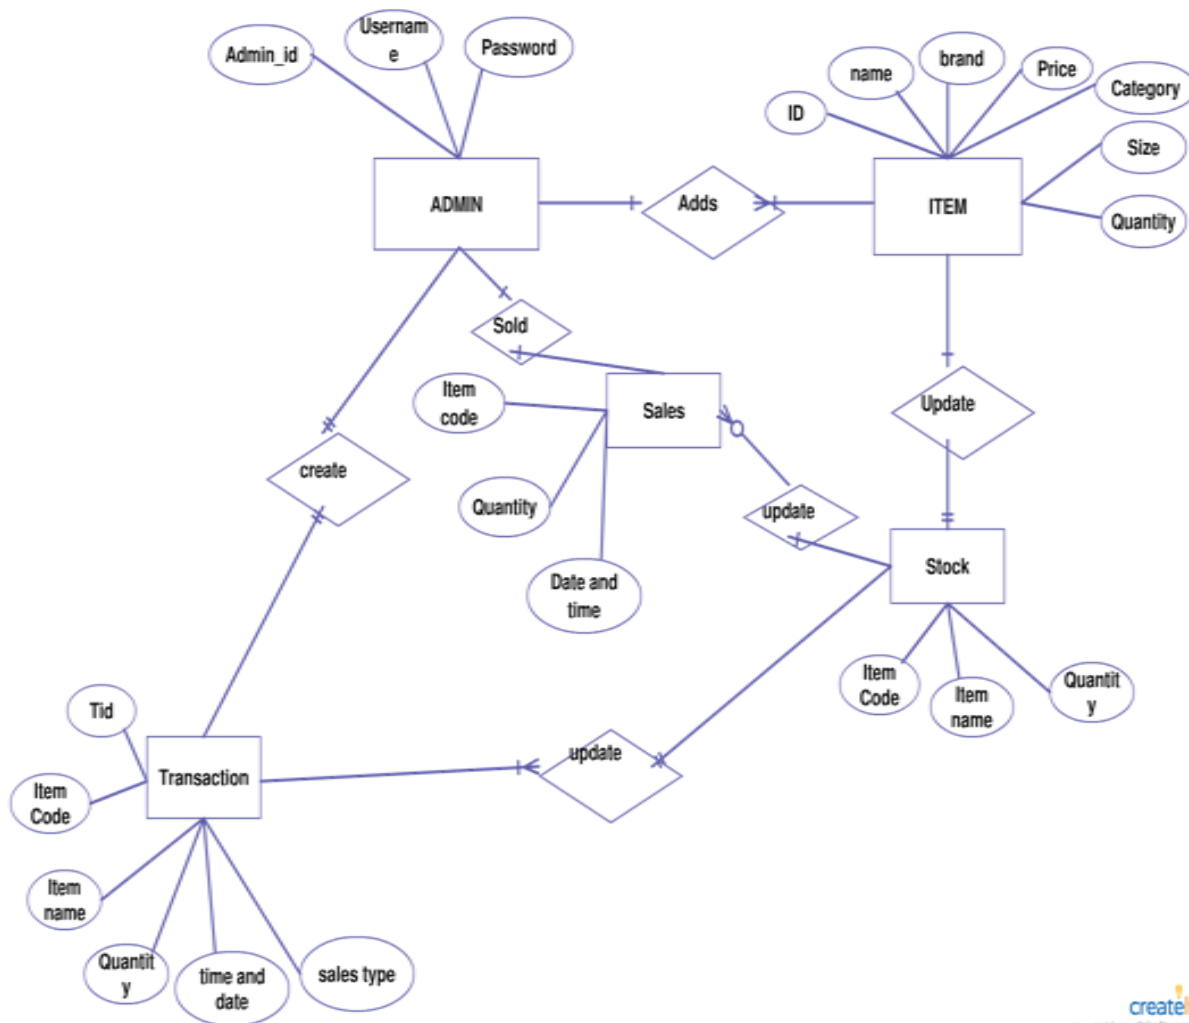 Usernam
e
Admin_id
Password
name
brand
Price
Category
ID
Size
Quantity
ADMIN
Adds
ITEM
Sold
Item
code
Sales
Update
create
Quantity
update
Date and
time
Stock
Item
Code
Item
name
Quantit
y
Tid
Transaction
update
Item
Code
Item
name
Quantit
y
time and
date
sales type
create